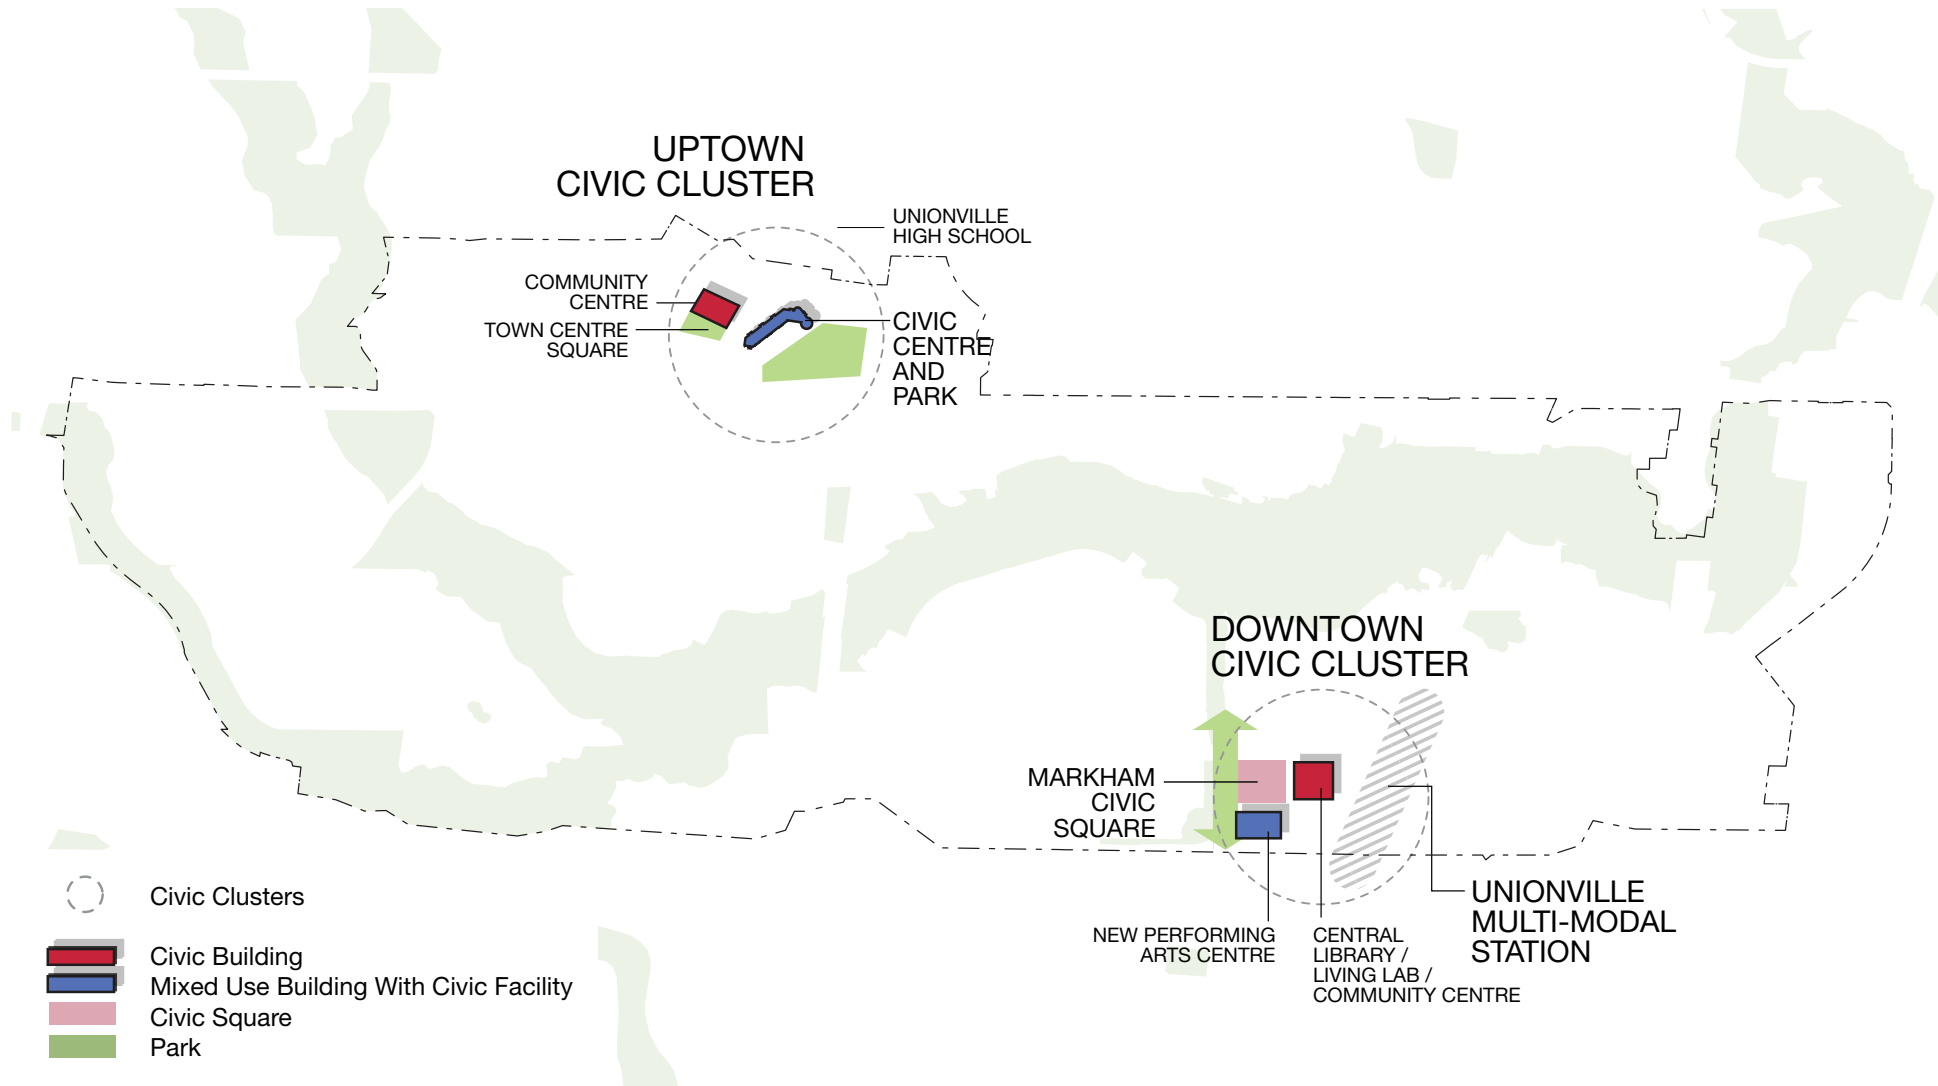 UPTOWN
CIVIC CLUSTER
UNIONVILLE
HIGH SCHOOL
COMMUNITY
CENTRE
TOWN CENTRE
SQUARE
CIVIC
CENTRE
AND
PARK
DOWNTOWN
CIVIC CLUSTER
MARKHAM
CIVIC
SQUARE
NEW PERFORMING
ARTS CENTRE
CENTRAL
LIBRARY /
LIVING LAB /
COMMUNITY CENTRE
UNIONVILLE
MULTI-MODAL
STATION
Civic Clusters
Civic Building
Mixed Use Building With Civic Facility
Civic Square
Park